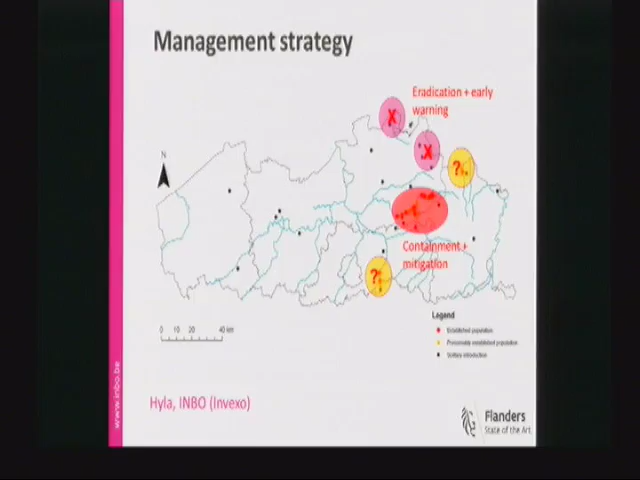 Management strategy
Eradication + early
warning
X
X
?
N
Containment +
mitigation
?
Legend
Established population
Presumably established population
Solitary introduction
0 10 20 40 km
www.inbo.be
Hyla, INBO (Invexo)
Flanders
State of the Art